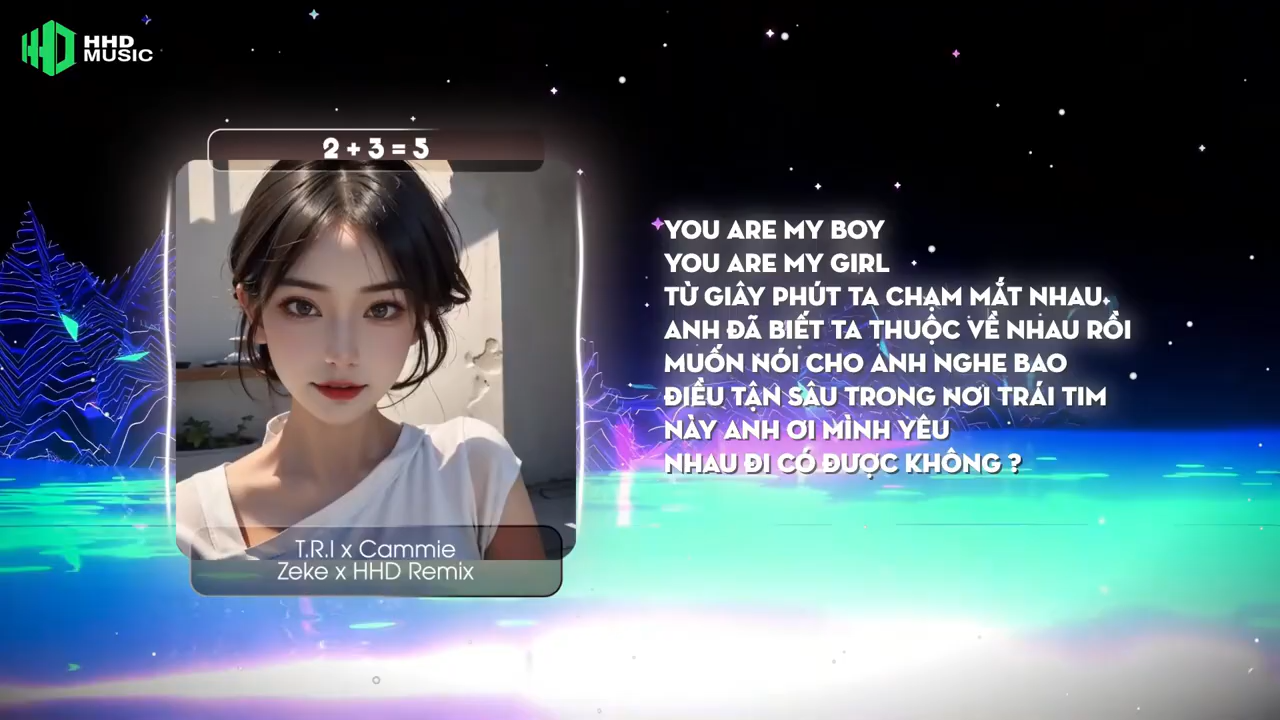 HHD
MUSIC
2 + 3 = 5
YOU ARE MY BOY
YOU ARE MY GIRL
TỪ GIÂY PHÚT TA CHẠM MẮT NHAU
ANH ĐÃ BIẾT TA THUỘC VỀ NHAU RỒI
MUỐN NÓI CHO ANH NGHE BAO
ĐIỀU TẬN SÂU TRONG NƠI TRÁI TIM
NÀY ANH ƠI MÌNH YÊU
NHAU ĐI CÓ ĐƯỢC KHÔNG ?
T.R.I x Cammie
Zeke x HHD Remix